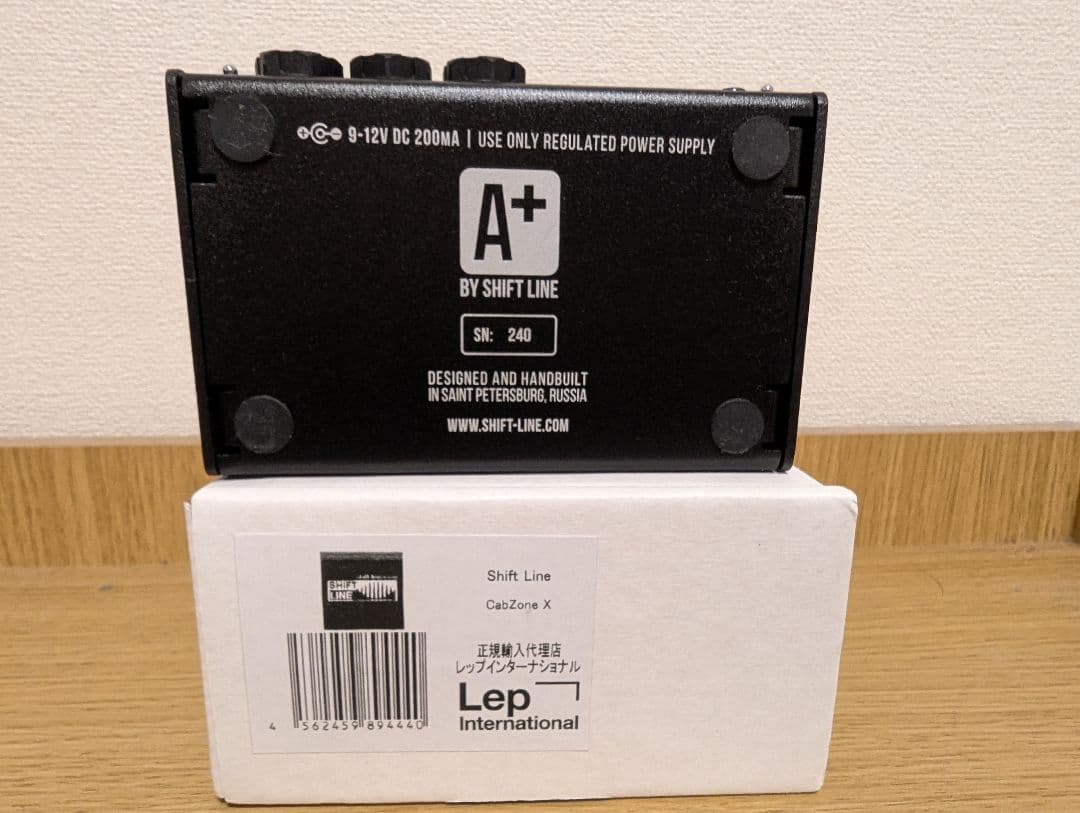 9-12V DC 200MA | USE ONLY REGULATED POWER SUPPLY
A+
BY SHIFT LINE
SN: 240
DESIGNED AND HANDBUILT
IN SAINT PETERSBURG, RUSSIA
WWW.SHIFT-LINE.COM
SHIFT
LINE
Shift Line
CabZone X
正規輸入代理店
レップインターナショナル
Lep
International
4 562459 894440